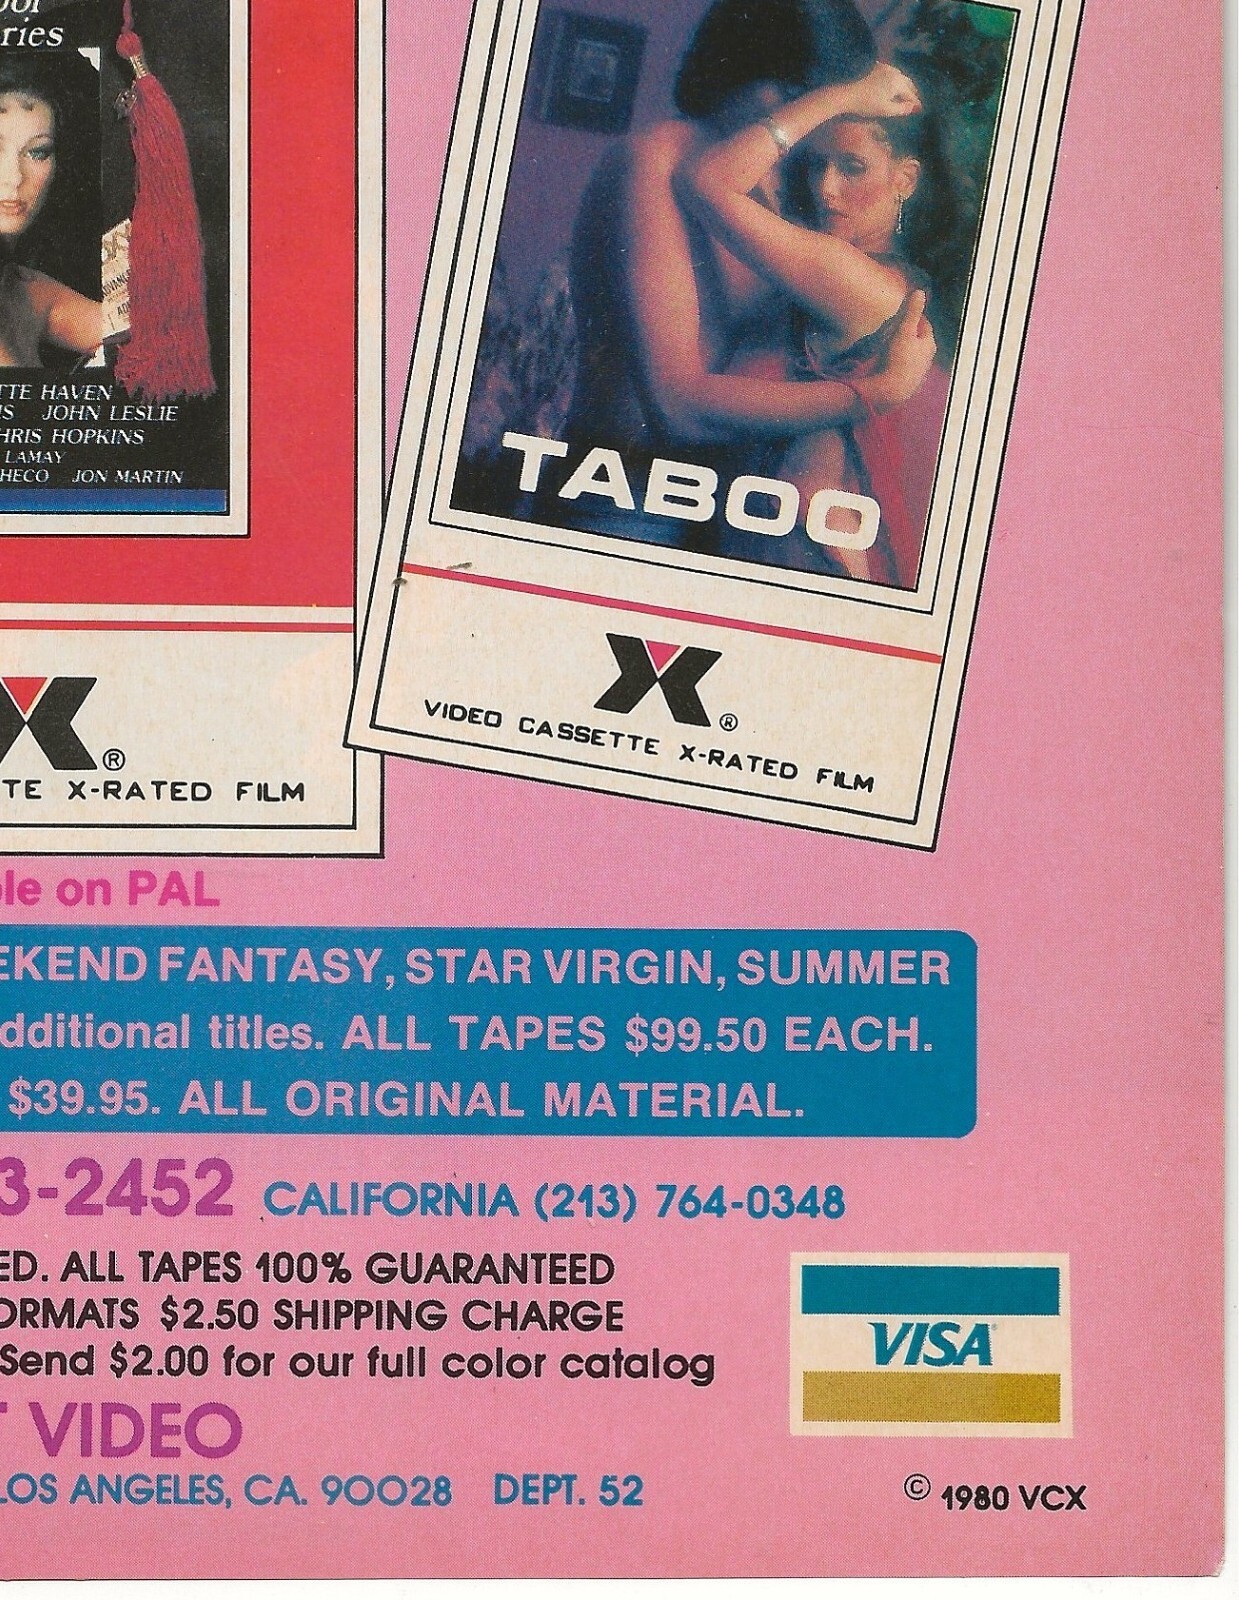 ries
TTE HAVEN
IS JOHN LESLIE
HRIS HOPKINS
LAMAY
HECO JON MARTIN
TABOO
X®
VIDEO CASSETTE X-RATED FILM
X®
TE X-RATED FILM
le on PAL
EKEND FANTASY, STAR VIRGIN, SUMMER
dditional titles. ALL TAPES $99.50 EACH.
$39.95. ALL ORIGINAL MATERIAL.
3-2452 CALIFORNIA (213) 764-0348
ED. ALL TAPES 100% GUARANTEED
ORMATS $2.50 SHIPPING CHARGE
Send $2.00 for our full color catalog
VISA
T VIDEO
LOS ANGELES, CA. 90028 DEPT. 52
© 1980 VCX